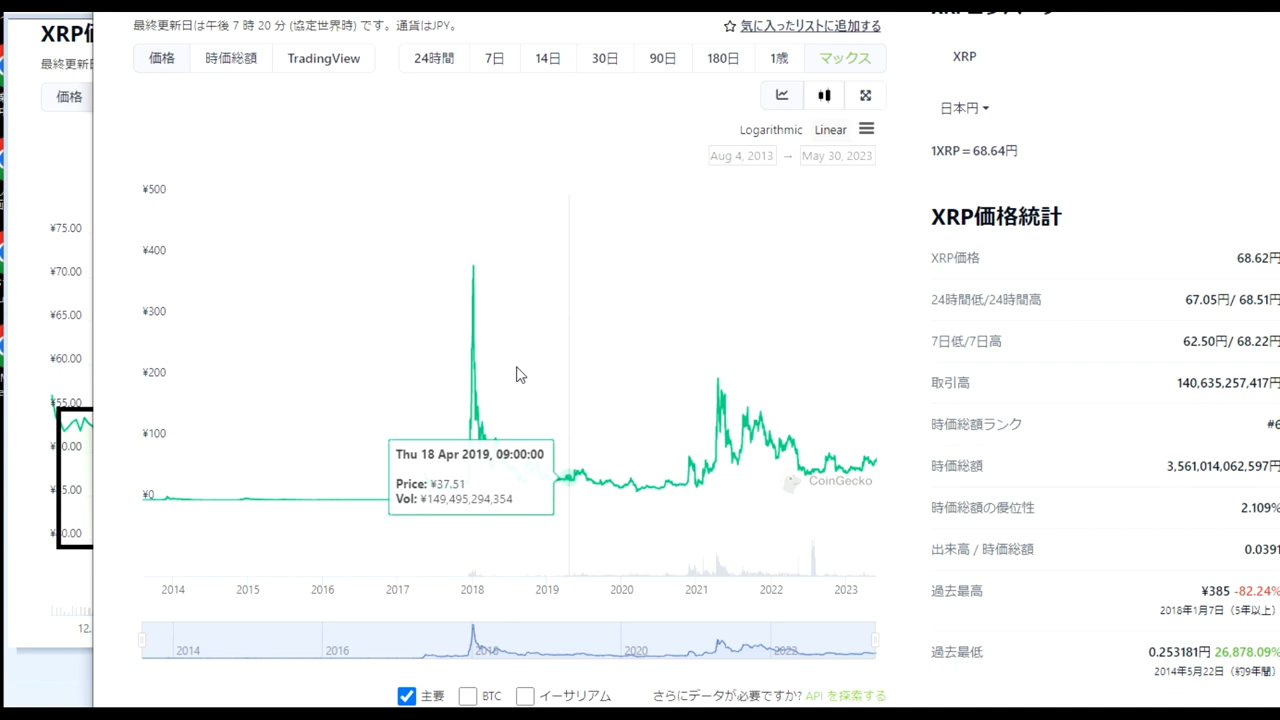 最終更新日は午後 7 時 20 分 (協定世界時) です。通貨はJPY。
気に入ったリストに追加する
価格 時価総額 TradingView
24時間 7日 14日 30日 90日 180日 1歳 マックス
Logarithmic Linear
Aug 4, 2013 → May 30, 2023
¥500
¥400
¥300
¥200
¥100
¥0
Thu 18 Apr 2019, 09:00:00
Price: ¥37.51
Vol: ¥149,495,294,354
CoinGecko
2014 2015 2016 2017 2018 2019 2020 2021 2022 2023
2014 2016 2018 2020 2022
主要 BTC イーサリアム
さらにデータが必要ですか? API を探索する
XRP
最終更新
価格
¥75.00
¥70.00
¥65.00
¥60.00
¥55.00
12.
XRP
日本円
1XRP＝68.64円
XRP価格統計
XRP価格 68.62円
24時間低/24時間高 67.05円/ 68.51円
7日低/7日高 62.50円/ 68.22円
取引高 140,635,257,417円
時価総額ランク #6
時価総額 3,561,014,062,597円
時価総額の優位性 2.109%
出来高 / 時価総額 0.0391
過去最高 ¥385 -82.24%
2018年1月7日 (5年以上)
過去最低 0.253181円 26,878.09%
2014年5月22日 (約9年間)